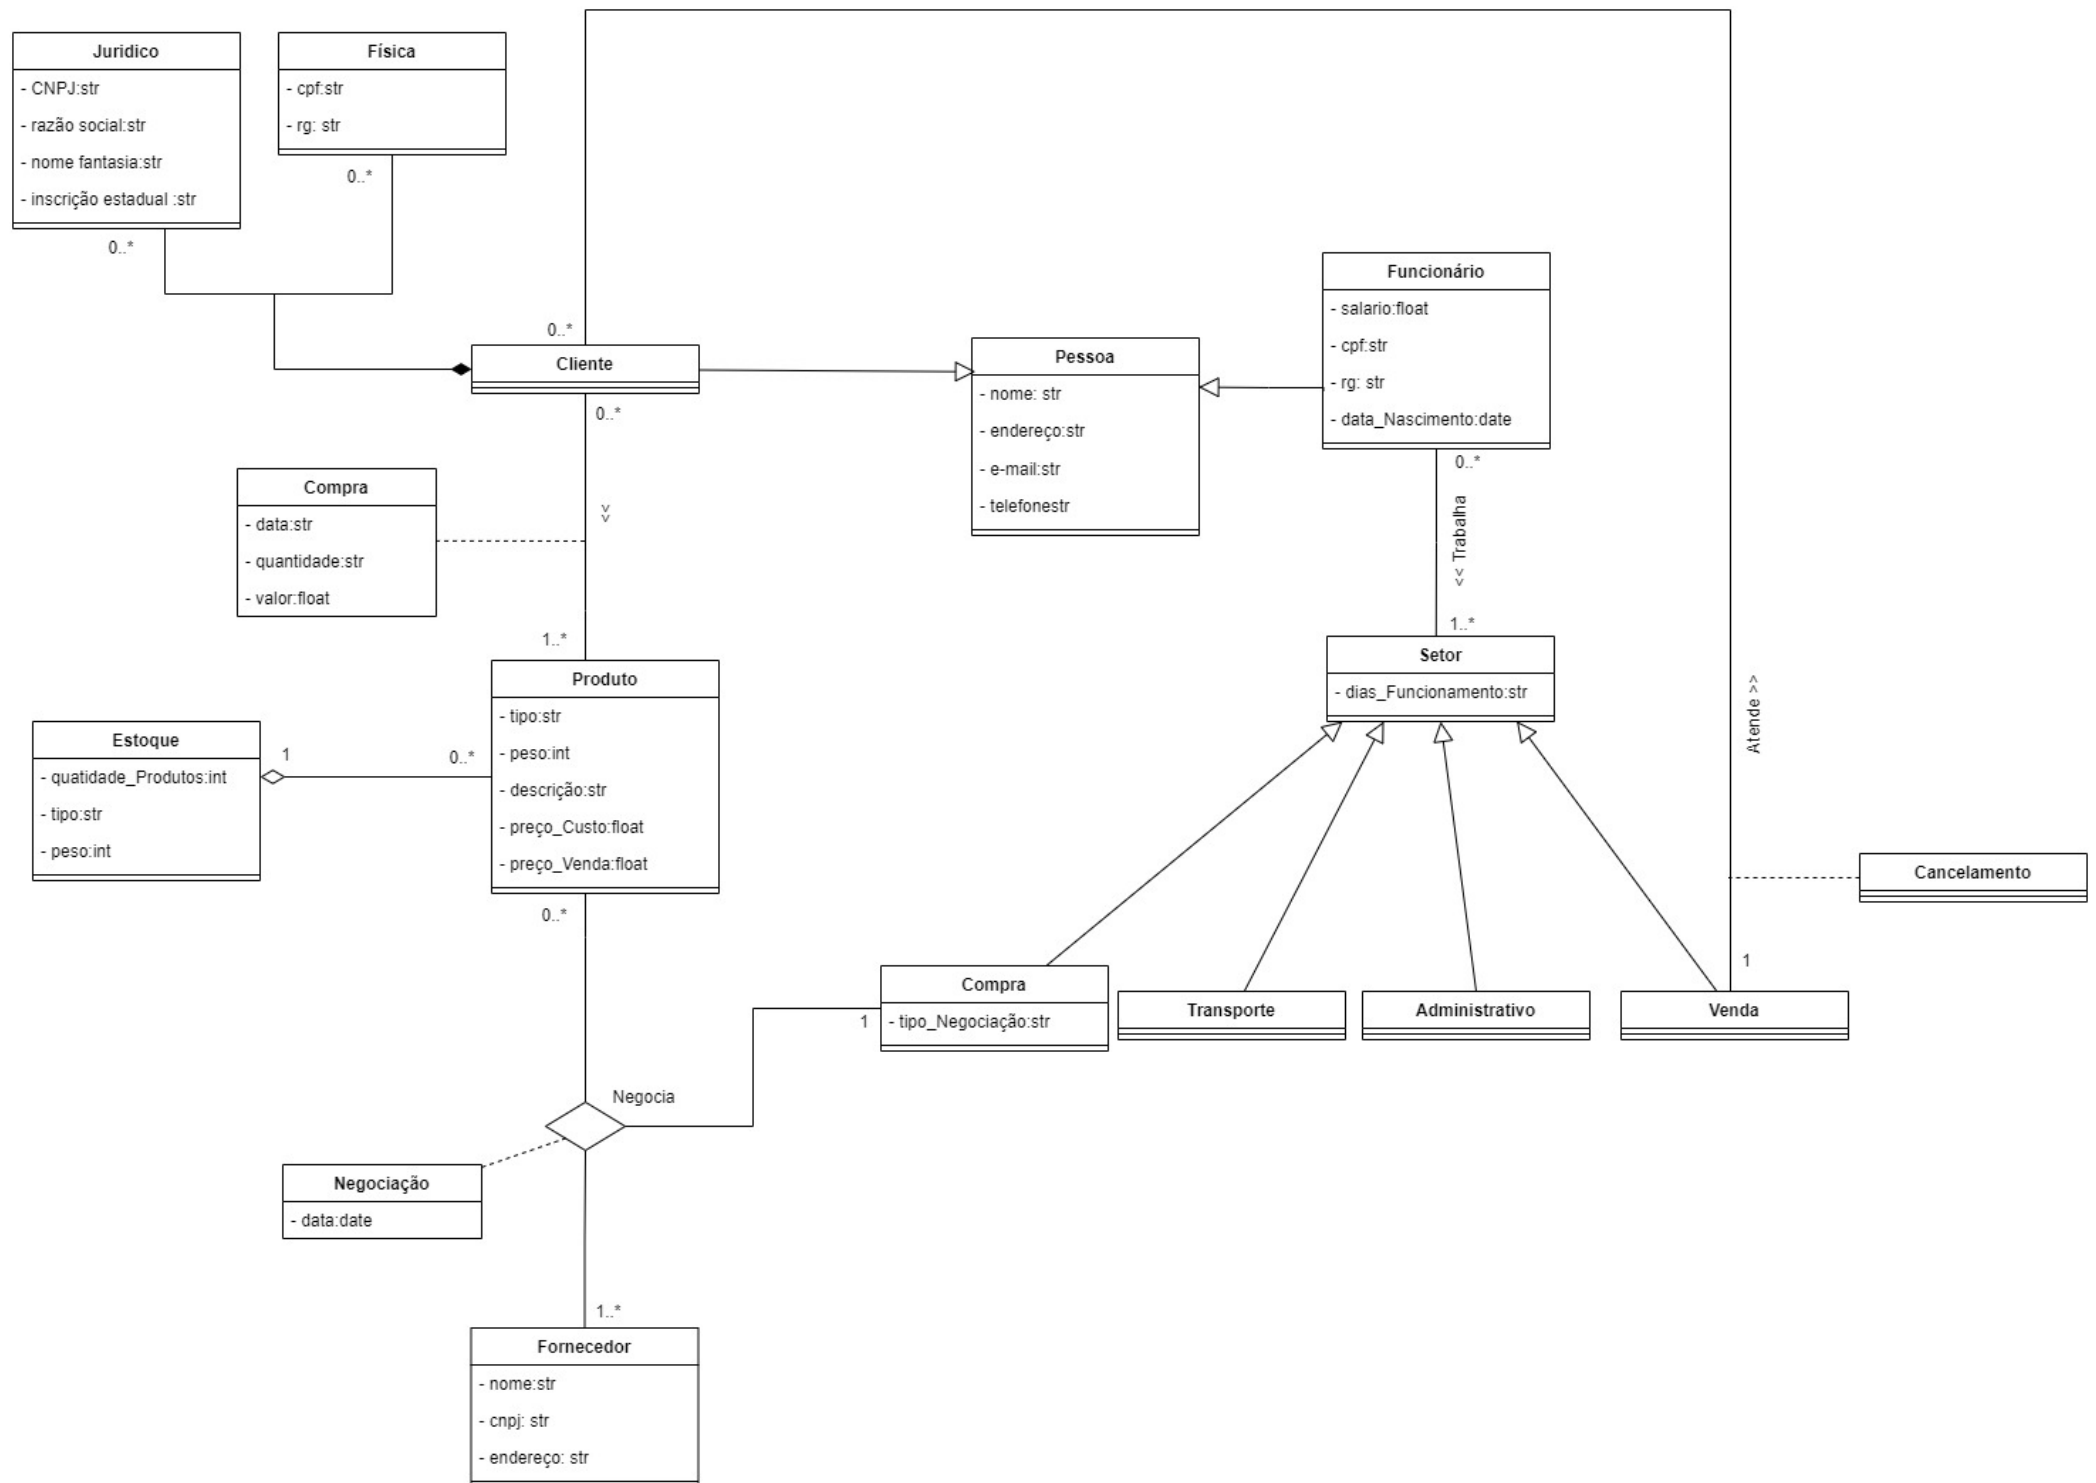 Juridico
- CNPJ:str
- razão social:str
- nome fantasia:str
- inscrição estadual :str
0..*
Física
- cpf:str
- rg: str
0..*
0..*
Cliente
0..*
Pessoa
- nome: str
- endereço:str
- e-mail:str
- telefonestr
Funcionário
- salario:float
- cpf:str
- rg: str
- data_Nascimento:date
0..*
<< Trabalha
1..*
Compra
- data:str
- quantidade:str
- valor:float
>>
1..*
Produto
- tipo:str
- peso:int
- descrição:str
- preço_Custo:float
- preço_Venda:float
0..*
Estoque
- quatidade_Produtos:int
- tipo:str
- peso:int
1
0..*
Setor
- dias_Funcionamento:str
Atende >>
Cancelamento
1
Compra
- tipo_Negociação:str
1
Transporte
Administrativo
Venda
Negocia
Negociação
- data:date
1..*
Fornecedor
- nome:str
- cnpj: str
- endereço: str